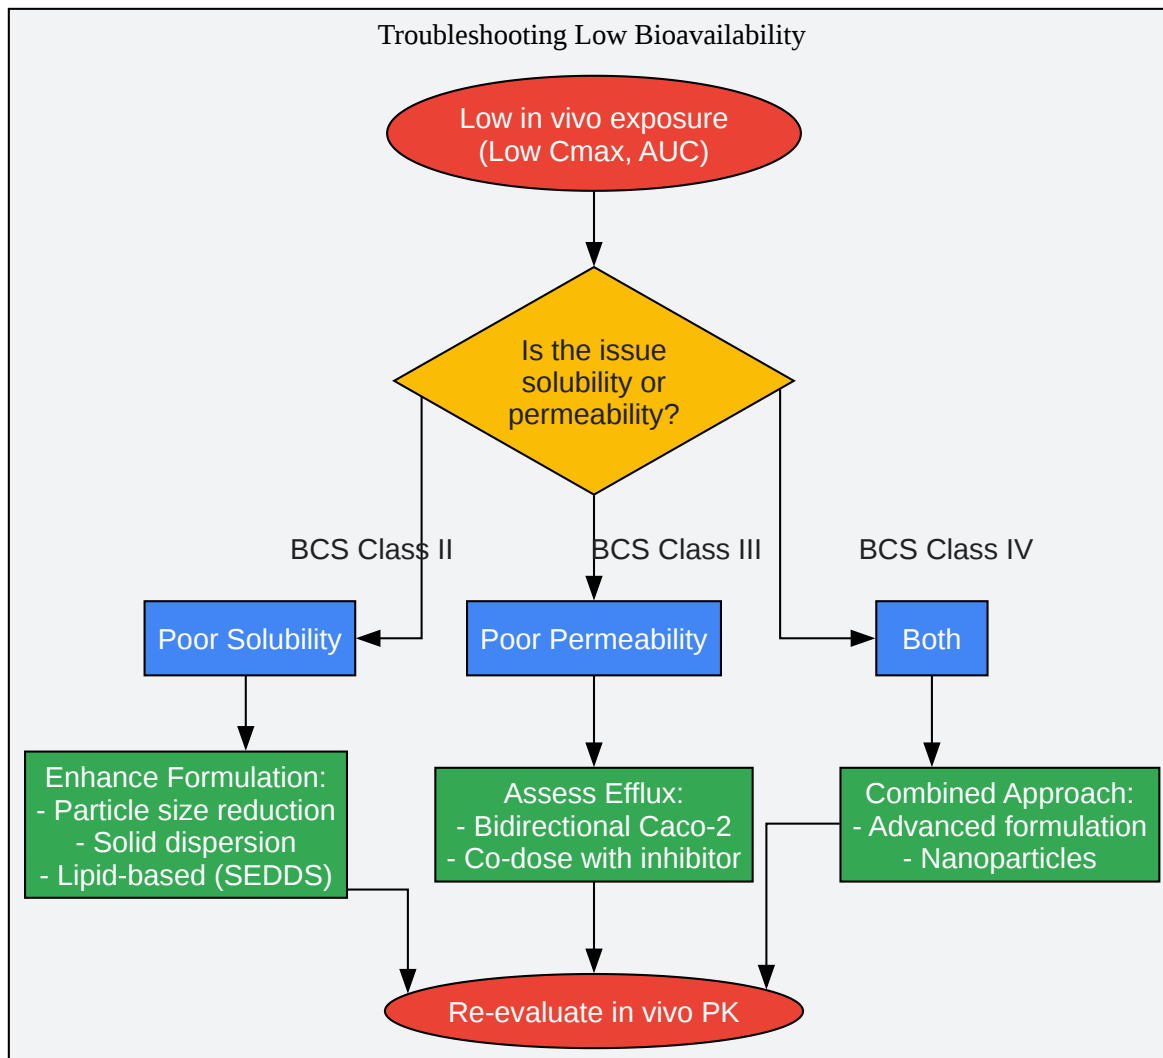 Troubleshooting Low Bioavailability
Low in vivo exposure
(Low Cmax, AUC)
Is the issue
solubility or
permeability?
BCS Class II
BCS Class III
BCS Class IV
Poor Solubility
Poor Permeability
Both
Enhance Formulation:
- Particle size reduction
- Solid dispersion
- Lipid-based (SEDDS)
Assess Efflux:
- Bidirectional Caco-2
- Co-dose with inhibitor
Combined Approach:
- Advanced formulation
- Nanoparticles
Re-evaluate in vivo PK